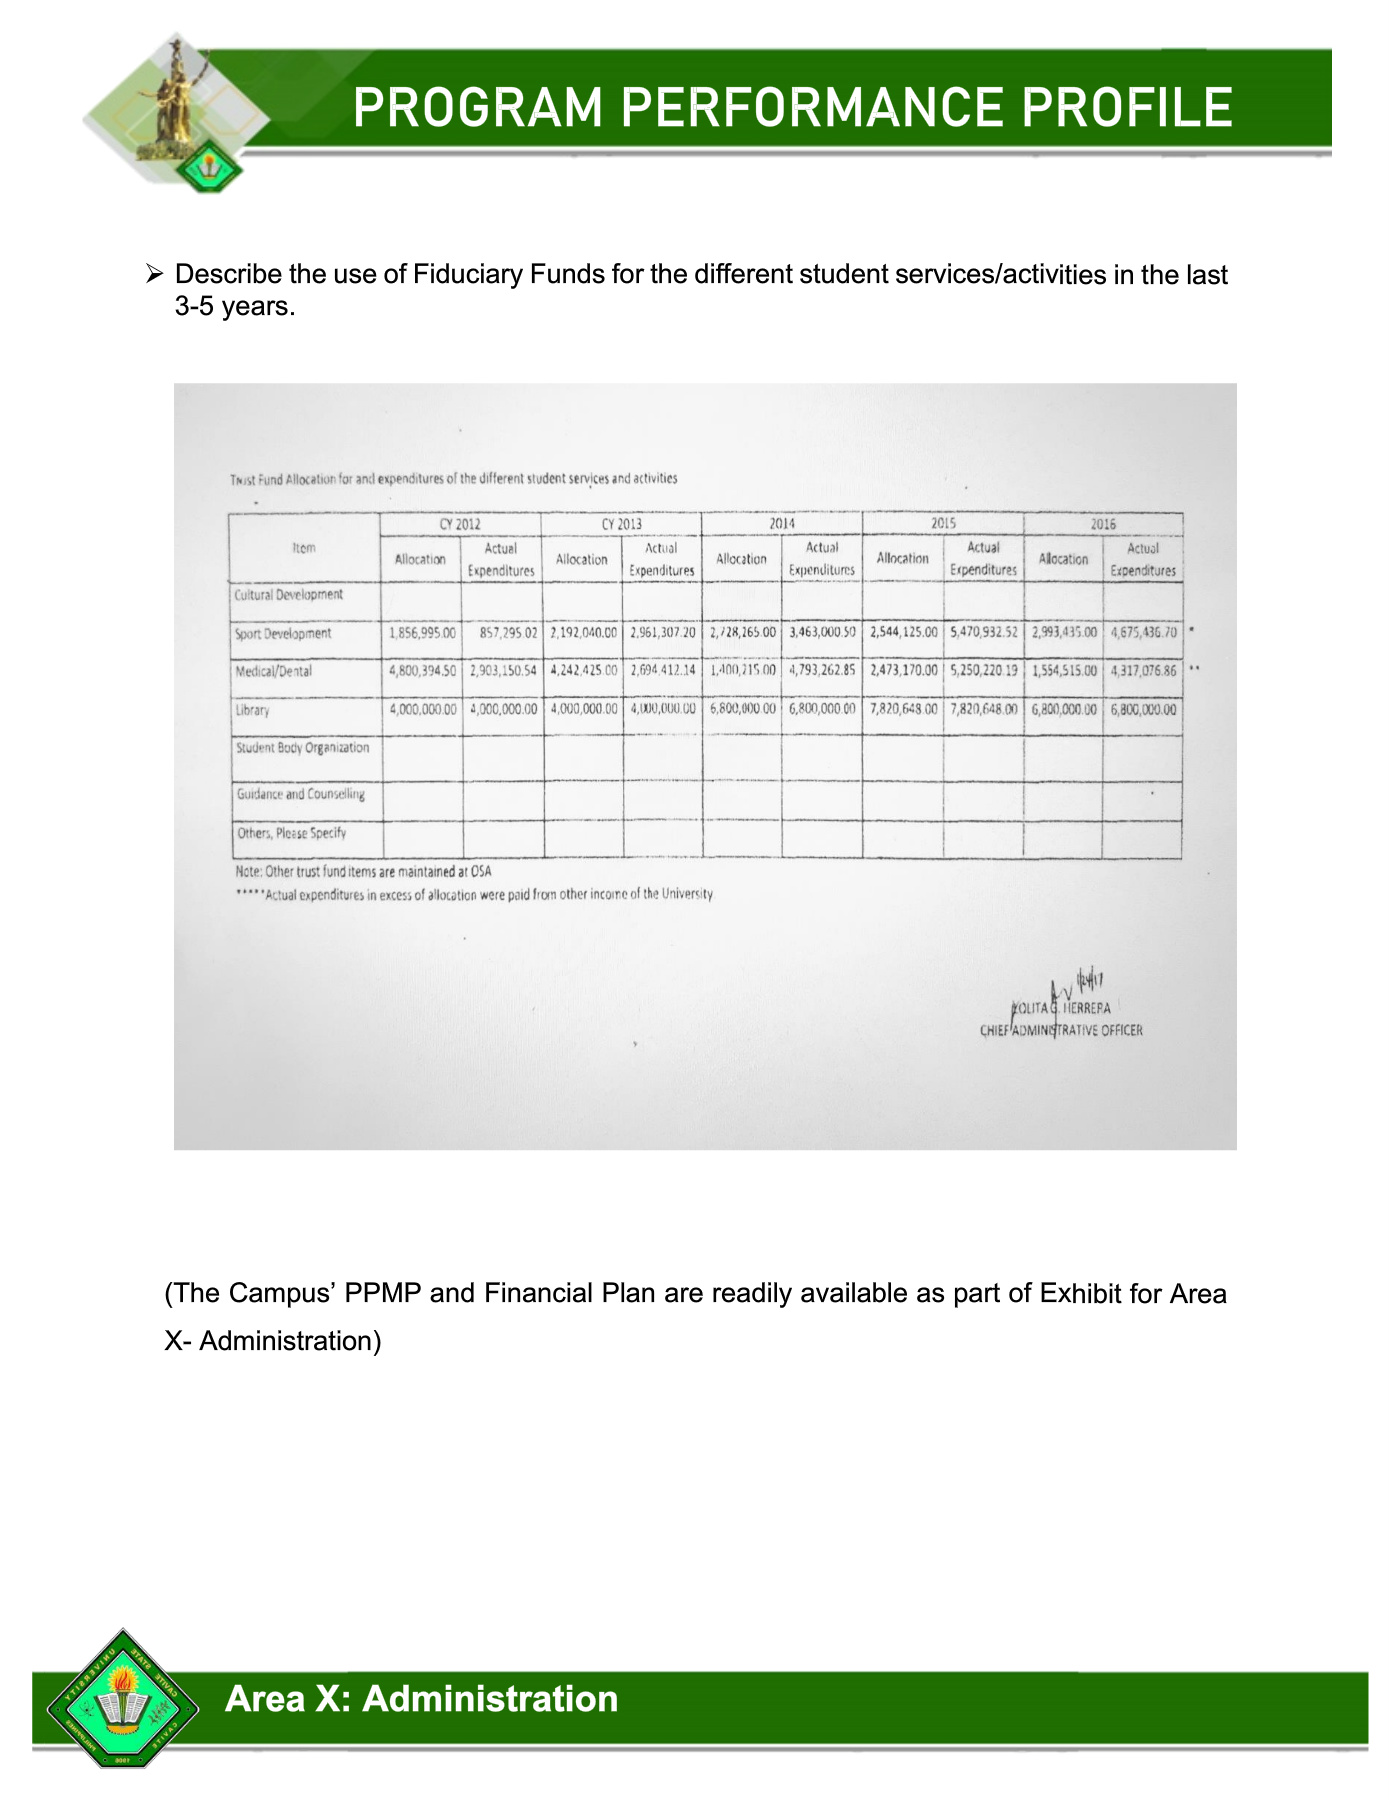 PROGRAM PERFORMANCE PROFILE
➢ Describe the use of Fiduciary Funds for the different student services/activities in the last
3-5 years.
Trust Fund Allocation for and expenditures of the different student services and activities
Item CY 2012 CY 2013 2014 2015 2016
Allocation Actual Expenditures Allocation Actual Expenditures Allocation Actual Expenditures Allocation Actual Expenditures Allocation Actual Expenditures
Cultural Development
Sport Development 1,856,995.00 857,295.02 2,192,040.00 2,961,307.20 2,728,265.00 3,463,000.50 2,544,125.00 5,470,932.52 2,993,435.00 4,675,436.70 *
Medical/Dental 4,800,394.50 2,903,150.54 4,242,425.00 2,694,412.14 1,400,215.00 4,793,262.85 2,473,170.00 5,250,220.19 1,554,515.00 4,317,076.86 **
Library 4,000,000.00 4,000,000.00 4,000,000.00 4,000,000.00 6,800,000.00 6,800,000.00 7,820,648.00 7,820,648.00 6,800,000.00 6,800,000.00
Student Body Organization
Guidance and Counselling
Others, Please Specify
Note: Other trust fund items are maintained at OSA
*****Actual expenditures in excess of allocation were paid from other income of the University
1/24/17
G. HERRERA
CHIEF ADMINISTRATIVE OFFICER
(The Campus’ PPMP and Financial Plan are readily available as part of Exhibit for Area
X- Administration)
CAVITE STATE UNIVERSITY
CAVITE PHILIPPINES
1906
Area X: Administration